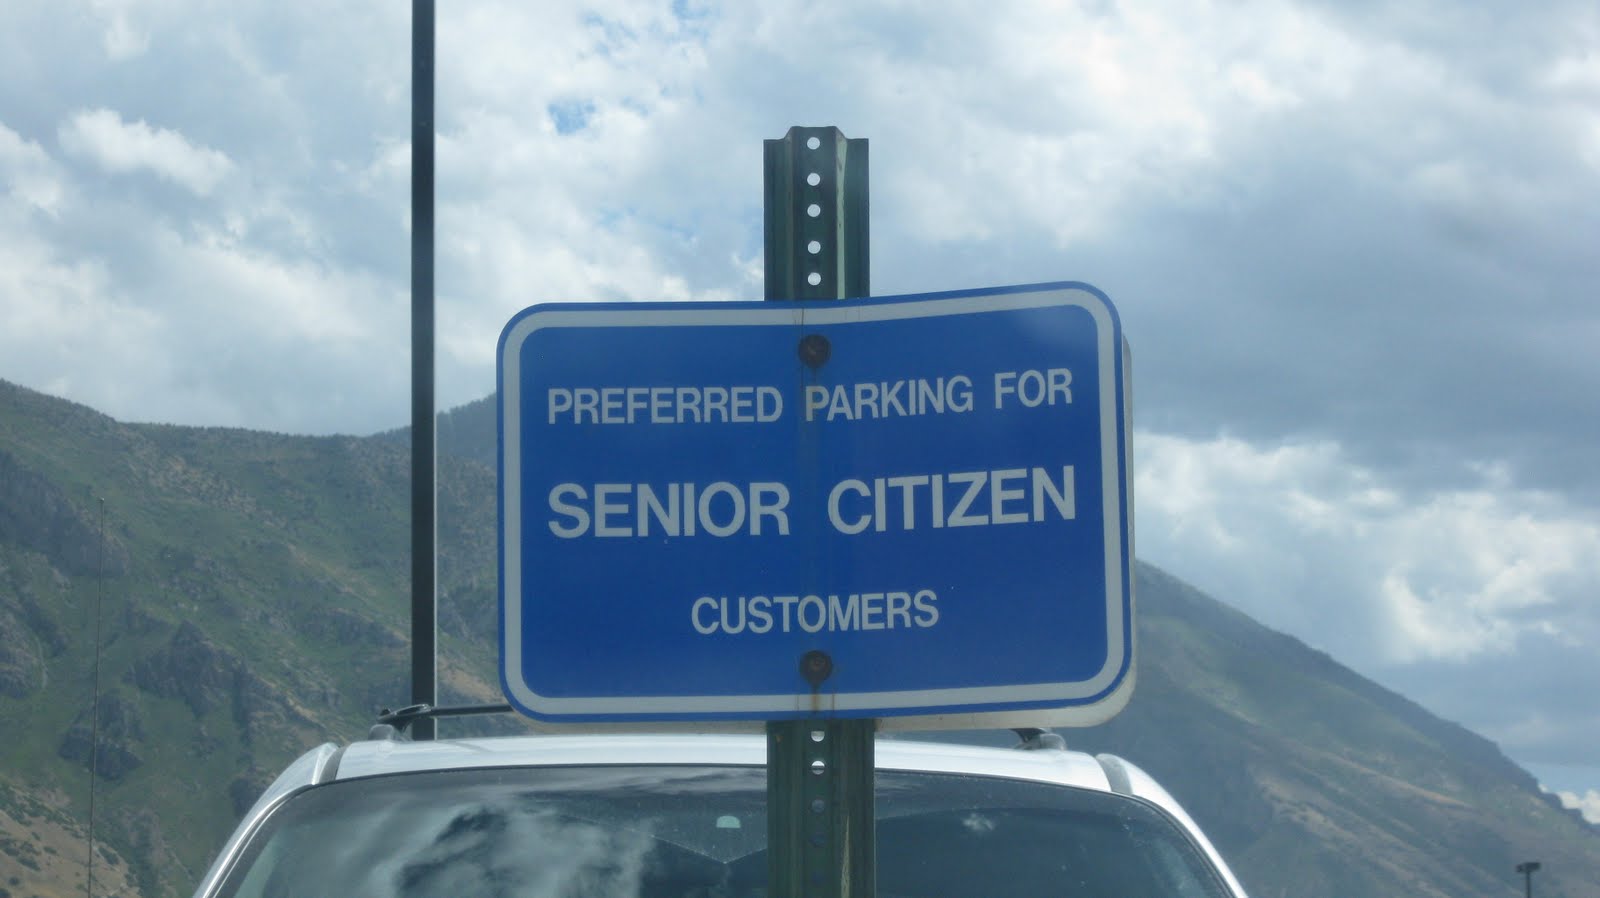 PREFERRED PARKING FOR
SENIOR CITIZEN
CUSTOMERS